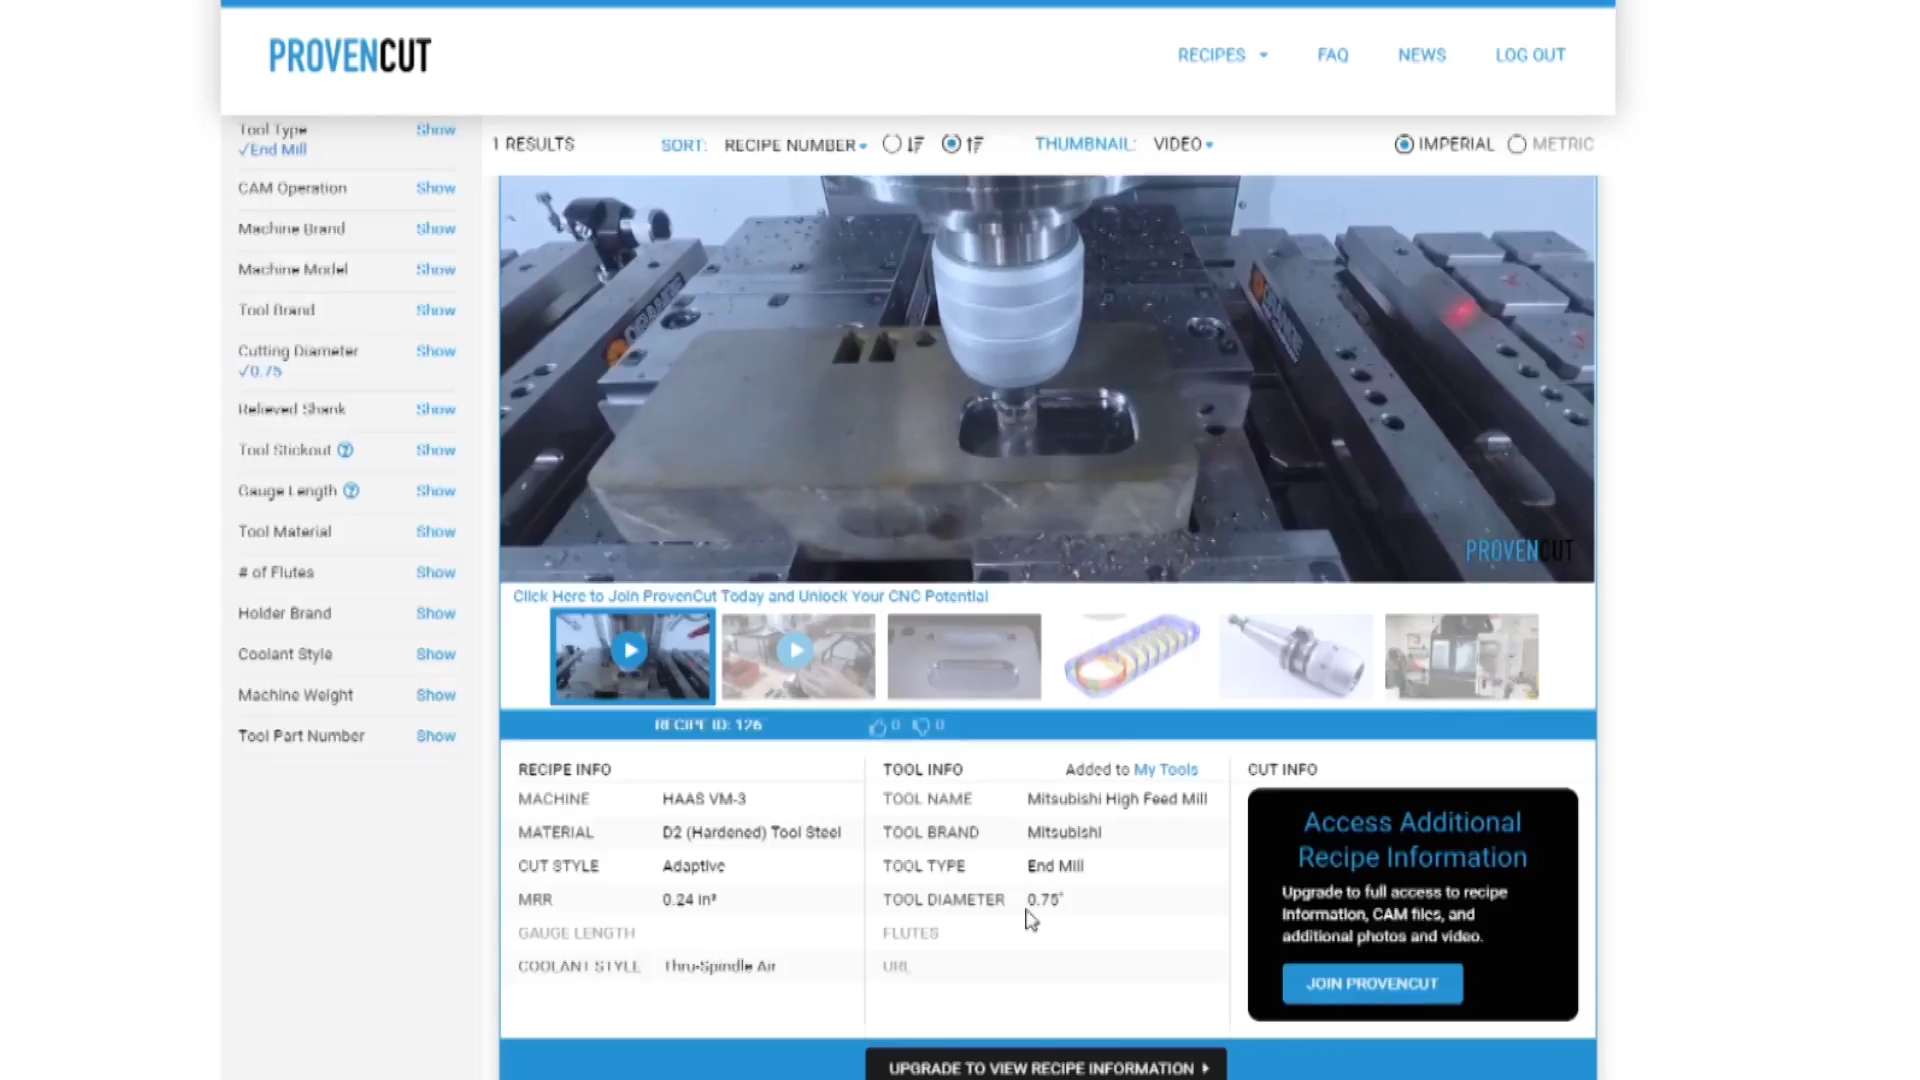 PROVENCUT
RECIPES FAQ NEWS LOG OUT
Tool Type Show
✓End Mill
CAM Operation Show
Machine Brand Show
Machine Model Show
Tool Brand Show
Cutting Diameter Show
✓0.75
Relieved Shank Show
Tool Stickout ? Show
Gauge Length ? Show
Tool Material Show
# of Flutes Show
Holder Brand Show
Coolant Style Show
Machine Weight Show
Tool Part Number Show
1 RESULTS SORT: RECIPE NUMBER THUMBNAIL: VIDEO IMPERIAL METRIC
ORANGE
PROVENCUT
Click Here to Join ProvenCut Today and Unlock Your CNC Potential
RECIPE ID: 126 0 0
RECIPE INFO
MACHINE HAAS VM-3
MATERIAL D2 (Hardened) Tool Steel
CUT STYLE Adaptive
MRR 0.24 in³
GAUGE LENGTH
COOLANT STYLE Thru-Spindle Air
TOOL INFO Added to My Tools
TOOL NAME Mitsubishi High Feed Mill
TOOL BRAND Mitsubishi
TOOL TYPE End Mill
TOOL DIAMETER 0.75"
FLUTES
URL
CUT INFO
Access Additional
Recipe Information
Upgrade to full access to recipe
information, CAM files, and
additional photos and video.
JOIN PROVENCUT
UPGRADE TO VIEW RECIPE INFORMATION